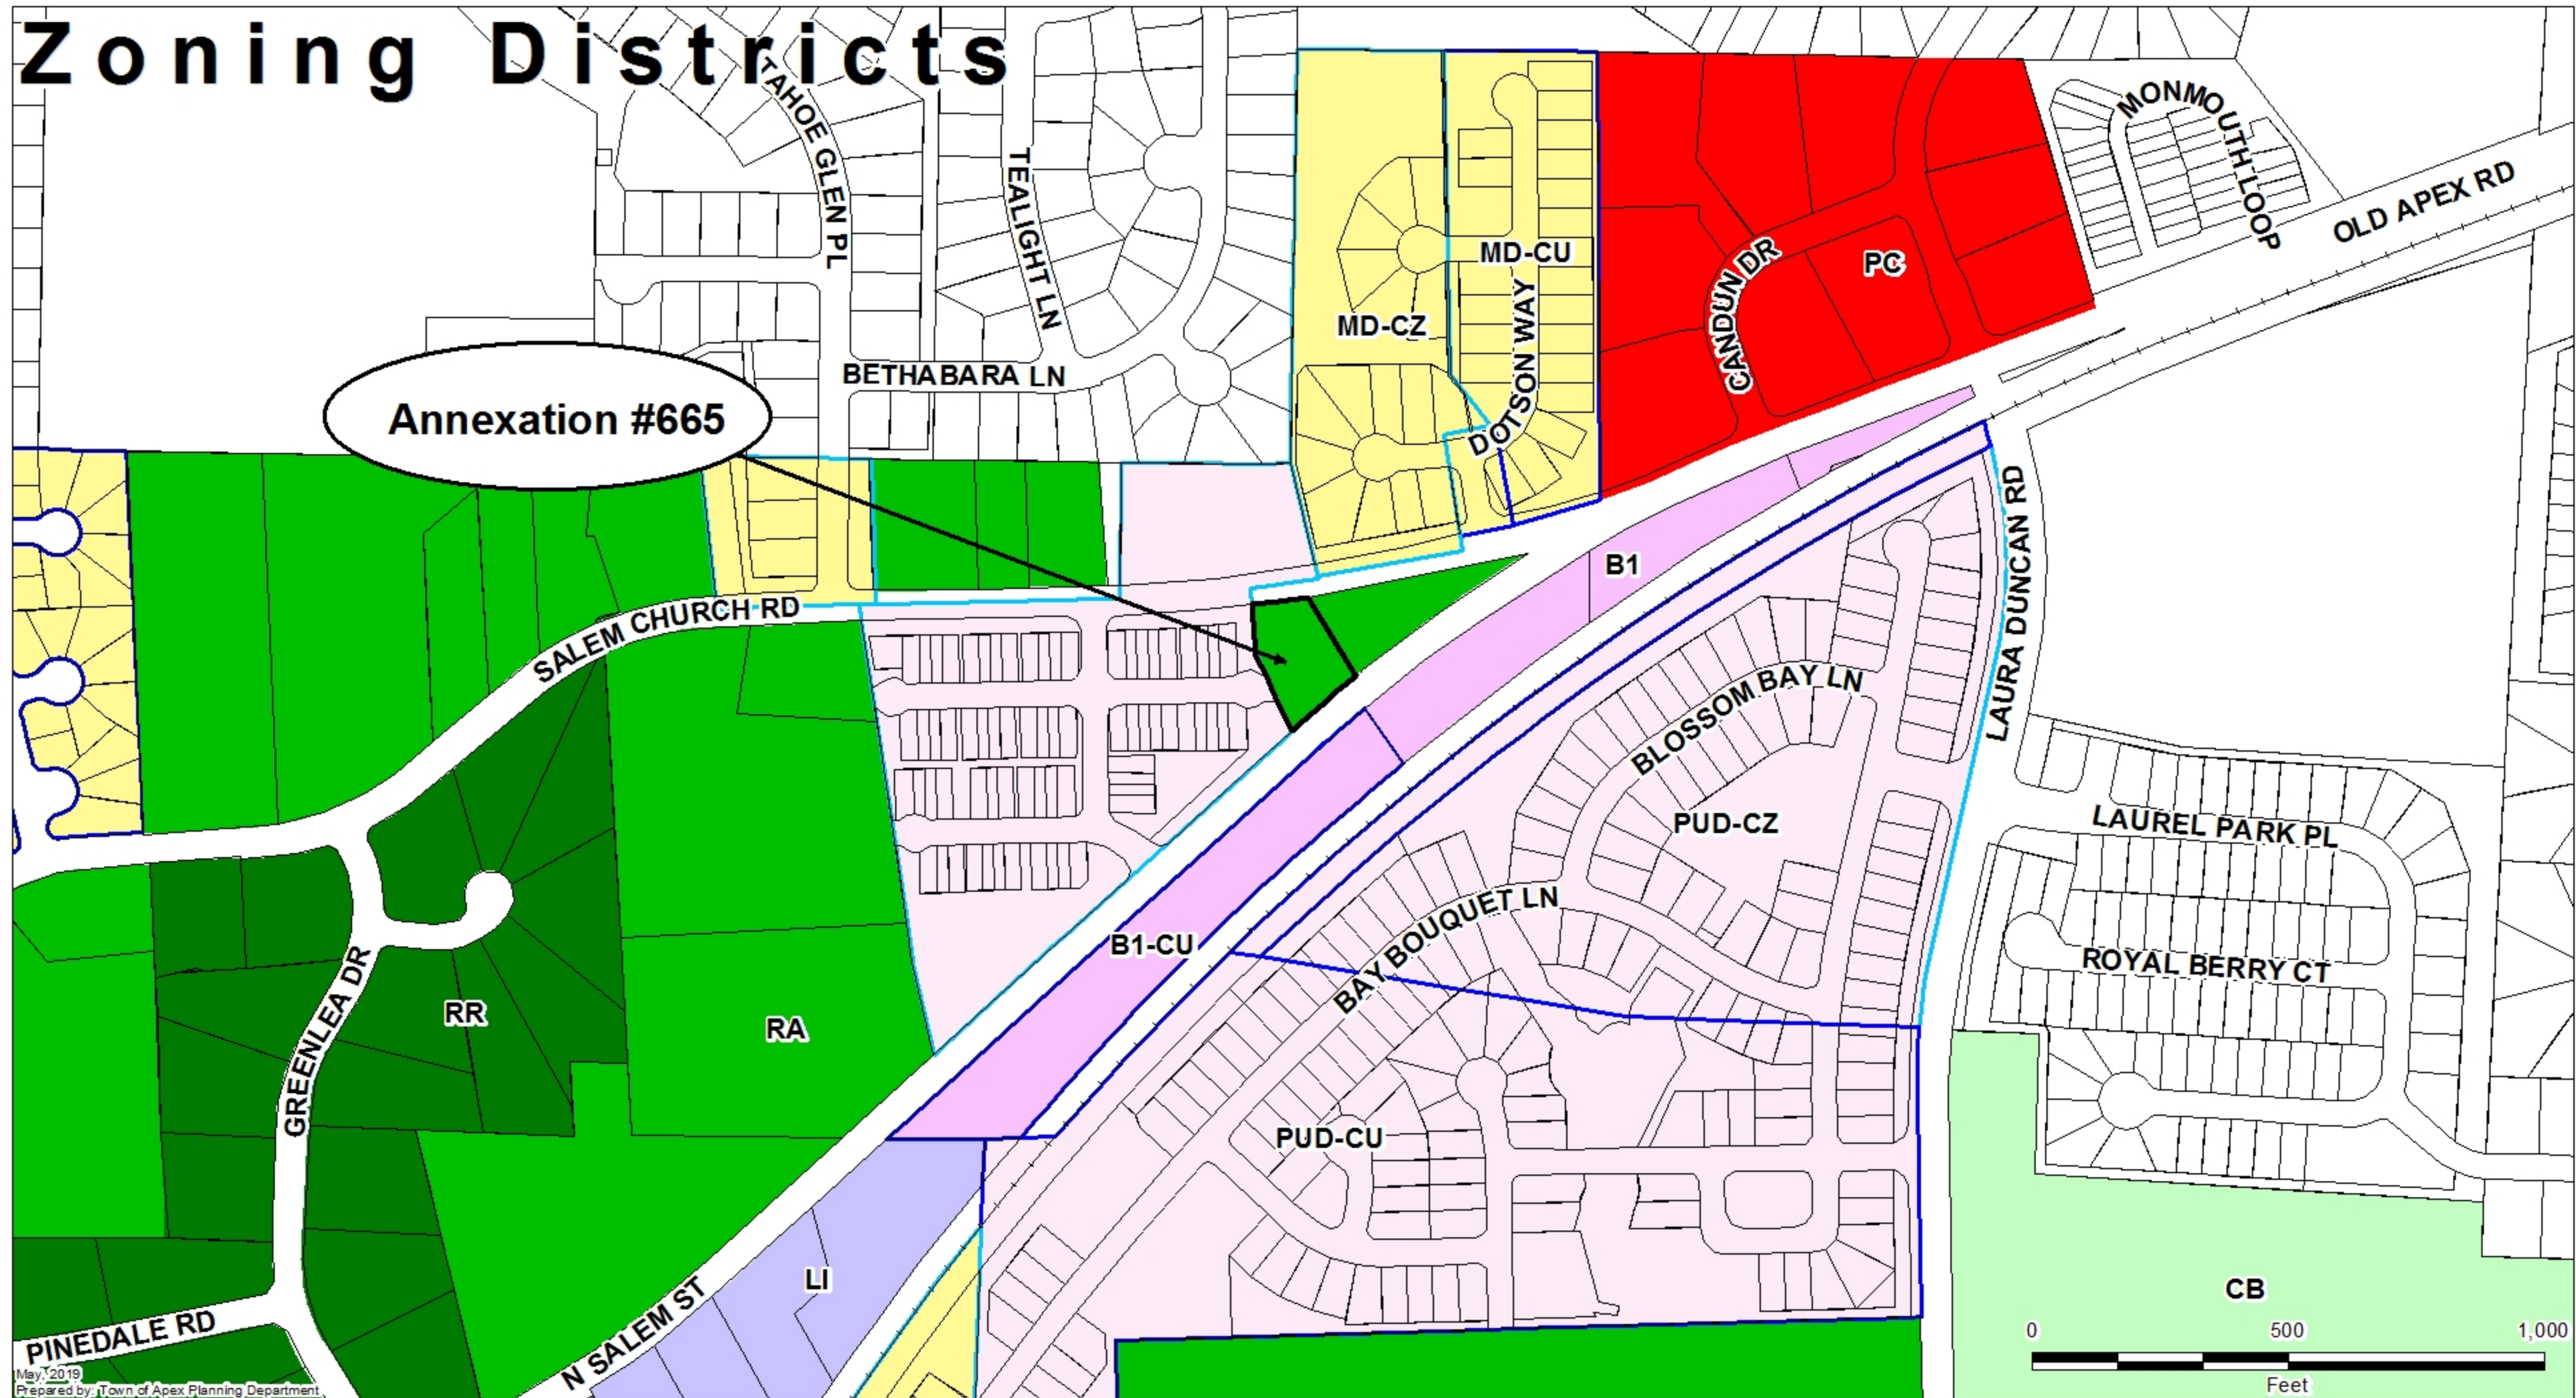 Zoning Districts
TAHOE GLEN PL
TEALIGHT LN
MONMOUTH LOOP
OLD APEX RD
MD-CU
PC
CANDUN DR
MD-CZ
DOTSON WAY
BETHABARA LN
Annexation #665
LAURA DUNCAN RD
B1
SALEM CHURCH RD
BLOSSOM BAY LN
PUD-CZ
LAUREL PARK PL
BAY BOUQUET LN
B1-CU
ROYAL BERRY CT
GREENLEA DR
RR
RA
PUD-CU
LI
CB
N SALEM ST
PINEDALE RD
0 500 1,000
Feet
May, 2019
Prepared by: Town of Apex Planning Department